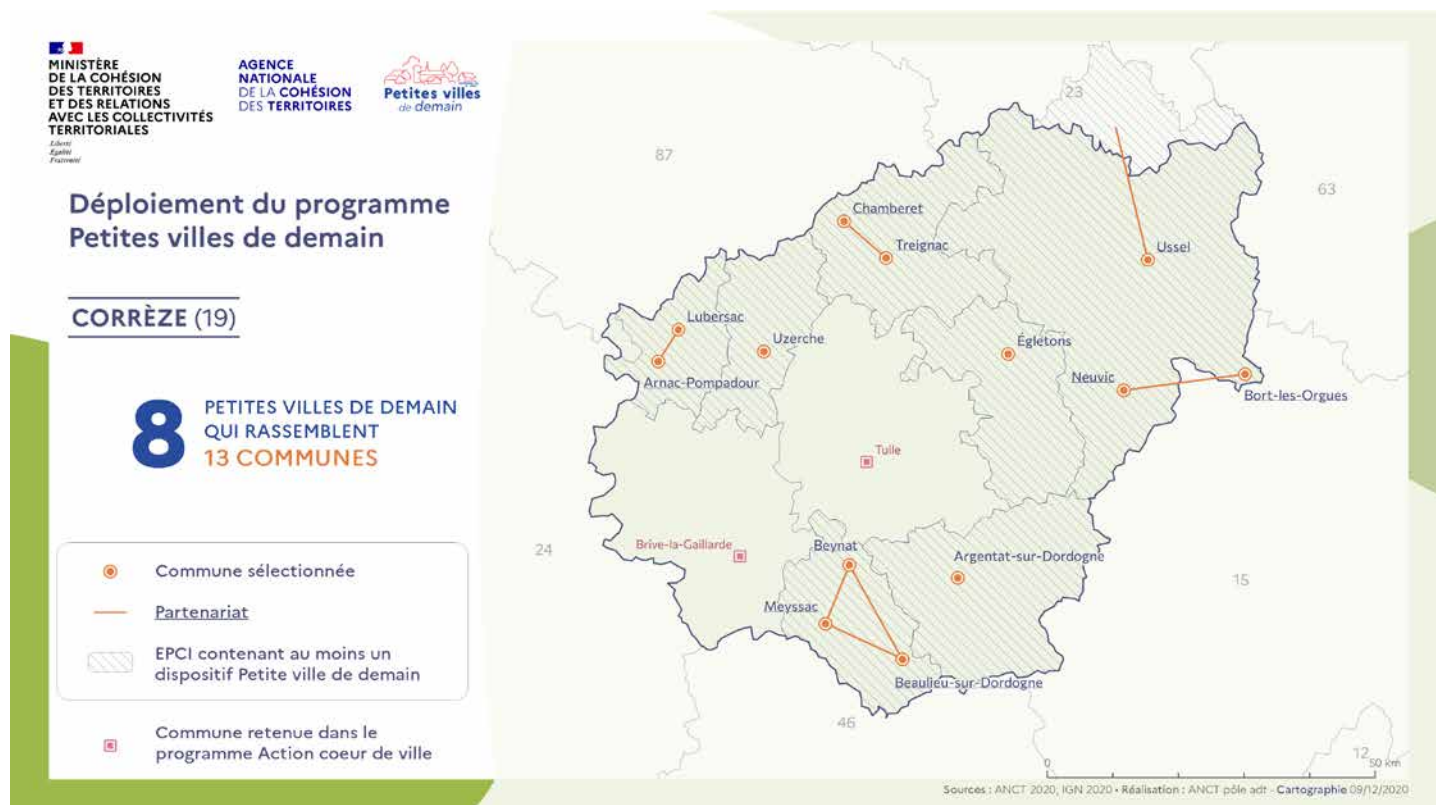 MINISTÈRE
DE LA COHÉSION
DES TERRITOIRES
ET DES RELATIONS
AVEC LES COLLECTIVITÉS
TERRITORIALES
Liberté
Égalité
Fraternité
AGENCE
NATIONALE
DE LA COHÉSION
DES TERRITOIRES
Petites villes
de demain
Déploiement du programme
Petites villes de demain
CORRÈZE (19)
8
PETITES VILLES DE DEMAIN
QUI RASSEMBLENT
13 COMMUNES
Commune sélectionnée
Partenariat
EPCI contenant au moins un
dispositif Petite ville de demain
Commune retenue dans le
programme Action coeur de ville
23
87
63
Chamberet
Treignac
Ussel
Lubersac
Uzerche
Égletons
Arnac-Pompadour
Neuvic
Bort-les-Orgues
Tulle
24
Brive-la-Gaillarde
Beynat
Argentat-sur-Dordogne
15
Meyssac
Beaulieu-sur-Dordogne
46
12
0
50 km
Sources : ANCT 2020, IGN 2020 • Réalisation : ANCT pôle adt - Cartographie 09/12/2020